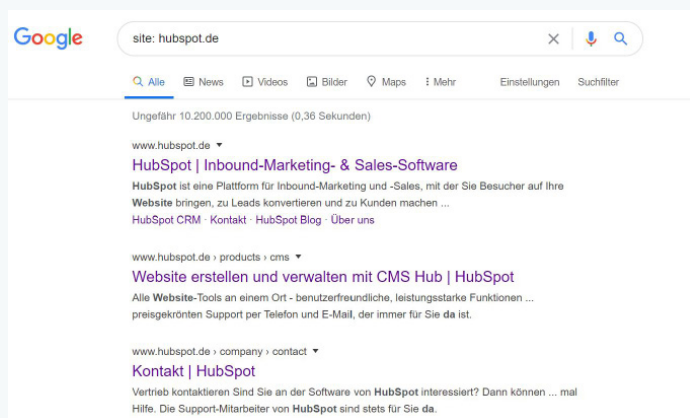 Google
site: hubspot.de
Alle News Videos Bilder Maps Mehr Einstellungen Suchfilter
Ungefähr 10.200.000 Ergebnisse (0,36 Sekunden)
www.hubspot.de
HubSpot | Inbound-Marketing- & Sales-Software
HubSpot ist eine Plattform für Inbound-Marketing und -Sales, mit der Sie Besucher auf Ihre
Website bringen, zu Leads konvertieren und zu Kunden machen ...
HubSpot CRM · Kontakt · HubSpot Blog · Über uns
www.hubspot.de › products › cms
Website erstellen und verwalten mit CMS Hub | HubSpot
Alle Website-Tools an einem Ort - benutzerfreundliche, leistungsstarke Funktionen ...
preisgekrönten Support per Telefon und E-Mail, der immer für Sie da ist.
www.hubspot.de › company › contact
Kontakt | HubSpot
Vertrieb kontaktieren Sind Sie an der Software von HubSpot interessiert? Dann können ... mal
Hilfe. Die Support-Mitarbeiter von HubSpot sind stets für Sie da.